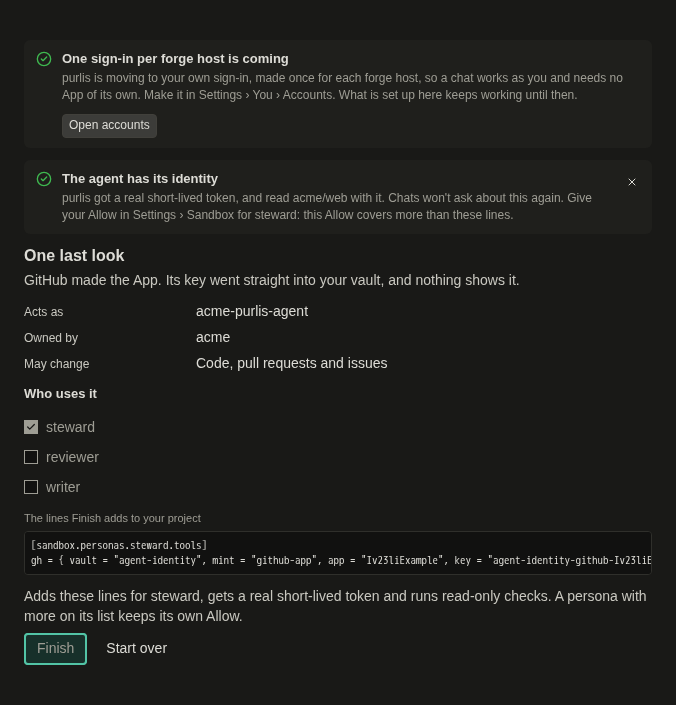 One sign-in per forge host is coming
purlis is moving to your own sign-in, made once for each forge host, so a chat works as you and needs no
App of its own. Make it in Settings › You › Accounts. What is set up here keeps working until then.
Open accounts
The agent has its identity
purlis got a real short-lived token, and read acme/web with it. Chats won't ask about this again. Give
your Allow in Settings › Sandbox for steward: this Allow covers more than these lines.
One last look
GitHub made the App. Its key went straight into your vault, and nothing shows it.
Acts as acme-purlis-agent
Owned by acme
May change Code, pull requests and issues
Who uses it
steward
reviewer
writer
The lines Finish adds to your project
[sandbox.personas.steward.tools]
gh = { vault = "agent-identity", mint = "github-app", app = "Iv23liExample", key = "agent-identity-github-Iv23liE
Adds these lines for steward, gets a real short-lived token and runs read-only checks. A persona with
more on its list keeps its own Allow.
Finish Start over